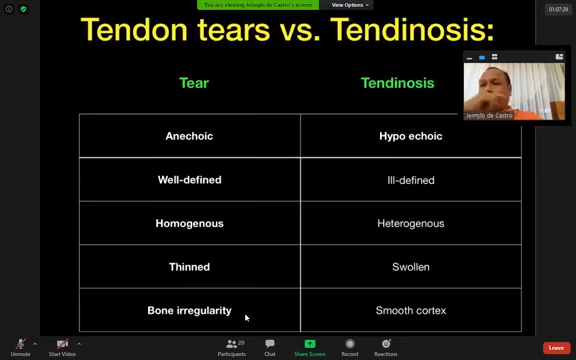 You are viewing Jeimylo de Castro's screen
View Options
01:07:29
Tendon tears vs. Tendinosis:
Tear
Tendinosis
Jeimylo de Castro
Anechoic
Hypo echoic
Well-defined
Ill-defined
Homogenous
Heterogenous
Thinned
Swollen
Bone irregularity
Smooth cortex
Unmute
Start Video
20
Participants
Chat
Share Screen
Record
Reactions
Leave